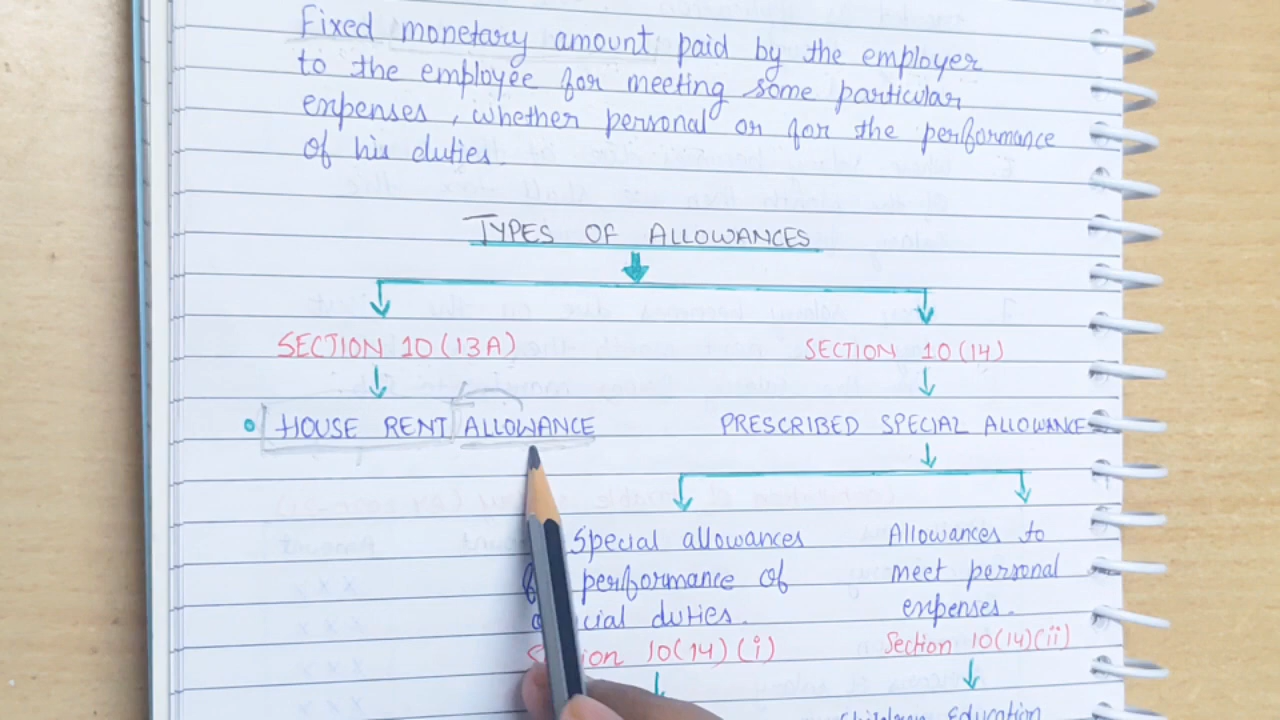 Fixed monetary amount paid by the employer
to the employee for meeting some particular
expenses, whether personal or for the performance
of his duties.
TYPES OF ALLOWANCES
SECTION 10(13A)
SECTION 10(14)
HOUSE RENT ALLOWANCE
PRESCRIBED SPECIAL ALLOWANCE
Special allowances
performance of
duties.
10(14)(i)
Allowances to
meet personal
expenses.
Section 10(14)(ii)
Children Education